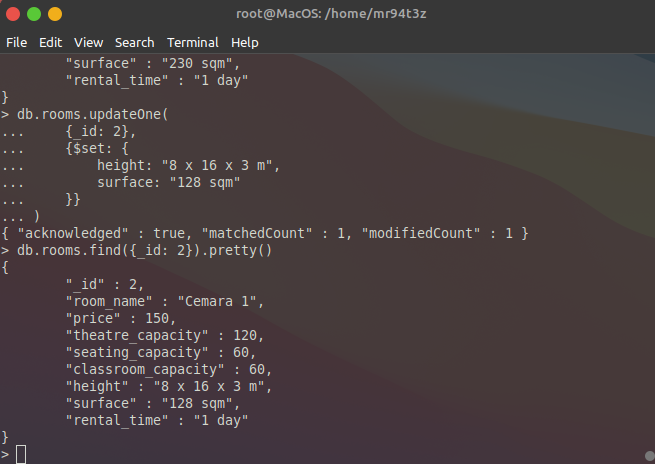 root@MacOS: /home/mr94t3z
File Edit View Search Terminal Help
        "surface" : "230 sqm",
        "rental_time" : "1 day"
}
> db.rooms.updateOne(
...     {_id: 2},
...     {$set: {
...         height: "8 x 16 x 3 m",
...         surface: "128 sqm"
...     }}
... )
{ "acknowledged" : true, "matchedCount" : 1, "modifiedCount" : 1 }
> db.rooms.find({_id: 2}).pretty()
{
        "_id" : 2,
        "room_name" : "Cemara 1",
        "price" : 150,
        "theatre_capacity" : 120,
        "seating_capacity" : 60,
        "classroom_capacity" : 60,
        "height" : "8 x 16 x 3 m",
        "surface" : "128 sqm",
        "rental_time" : "1 day"
}
>